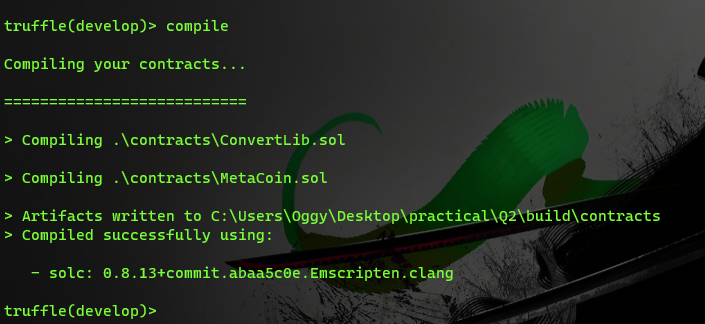 truffle(develop)> compile
Compiling your contracts...
===========================
> Compiling .\contracts\ConvertLib.sol
> Compiling .\contracts\MetaCoin.sol
> Artifacts written to C:\Users\Oggy\Desktop\practical\Q2\build\contracts
> Compiled successfully using:
   - solc: 0.8.13+commit.abaa5c0e.Emscripten.clang
truffle(develop)>